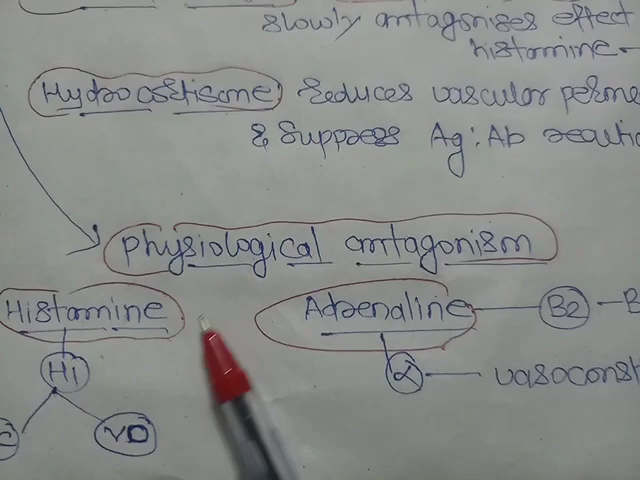 slowly antagonises effect
histamine-
Hydrocortisone Reduces vascular perme
& suppress Ag:Ab reactio
physiological antagonism
Histamine Adrenaline B2 - B
H1 α vasoconst
C VD